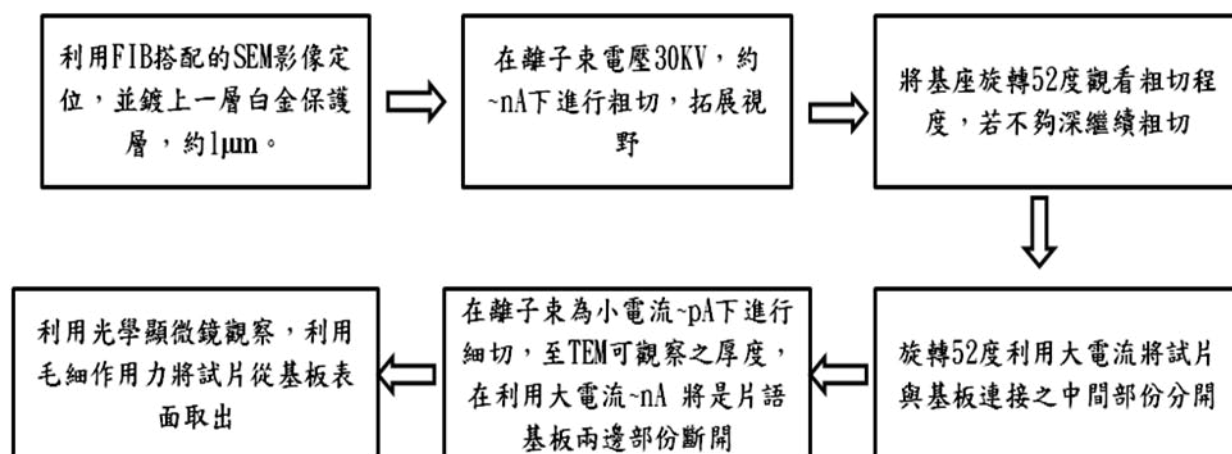 利用FIB搭配的SEM影像定
位，並鍍上一層白金保護
層，約1μm。
在離子束電壓30KV，約
~nA下進行粗切，拓展視
野
將基座旋轉52度觀看粗切程
度，若不夠深繼續粗切
旋轉52度利用大電流將試片
與基板連接之中間部份分開
在離子束為小電流~pA下進行
細切，至TEM可觀察之厚度，
在利用大電流~nA 將是片語
基板兩邊部份斷開
利用光學顯微鏡觀察，利用
毛細作用力將試片從基板表
面取出